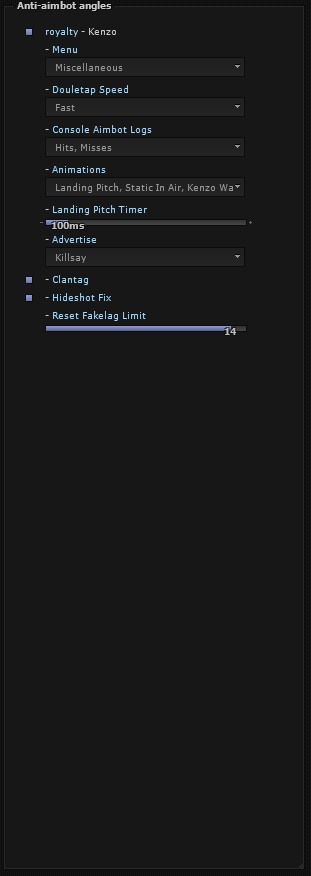 Anti-aimbot angles
royalty - Kenzo
- Menu
Miscellaneous
- Douletap Speed
Fast
- Console Aimbot Logs
Hits, Misses
- Animations
Landing Pitch, Static In Air, Kenzo Wa
- Landing Pitch Timer
- 100ms +
- Advertise
Killsay
- Clantag
- Hideshot Fix
- Reset Fakelag Limit
14